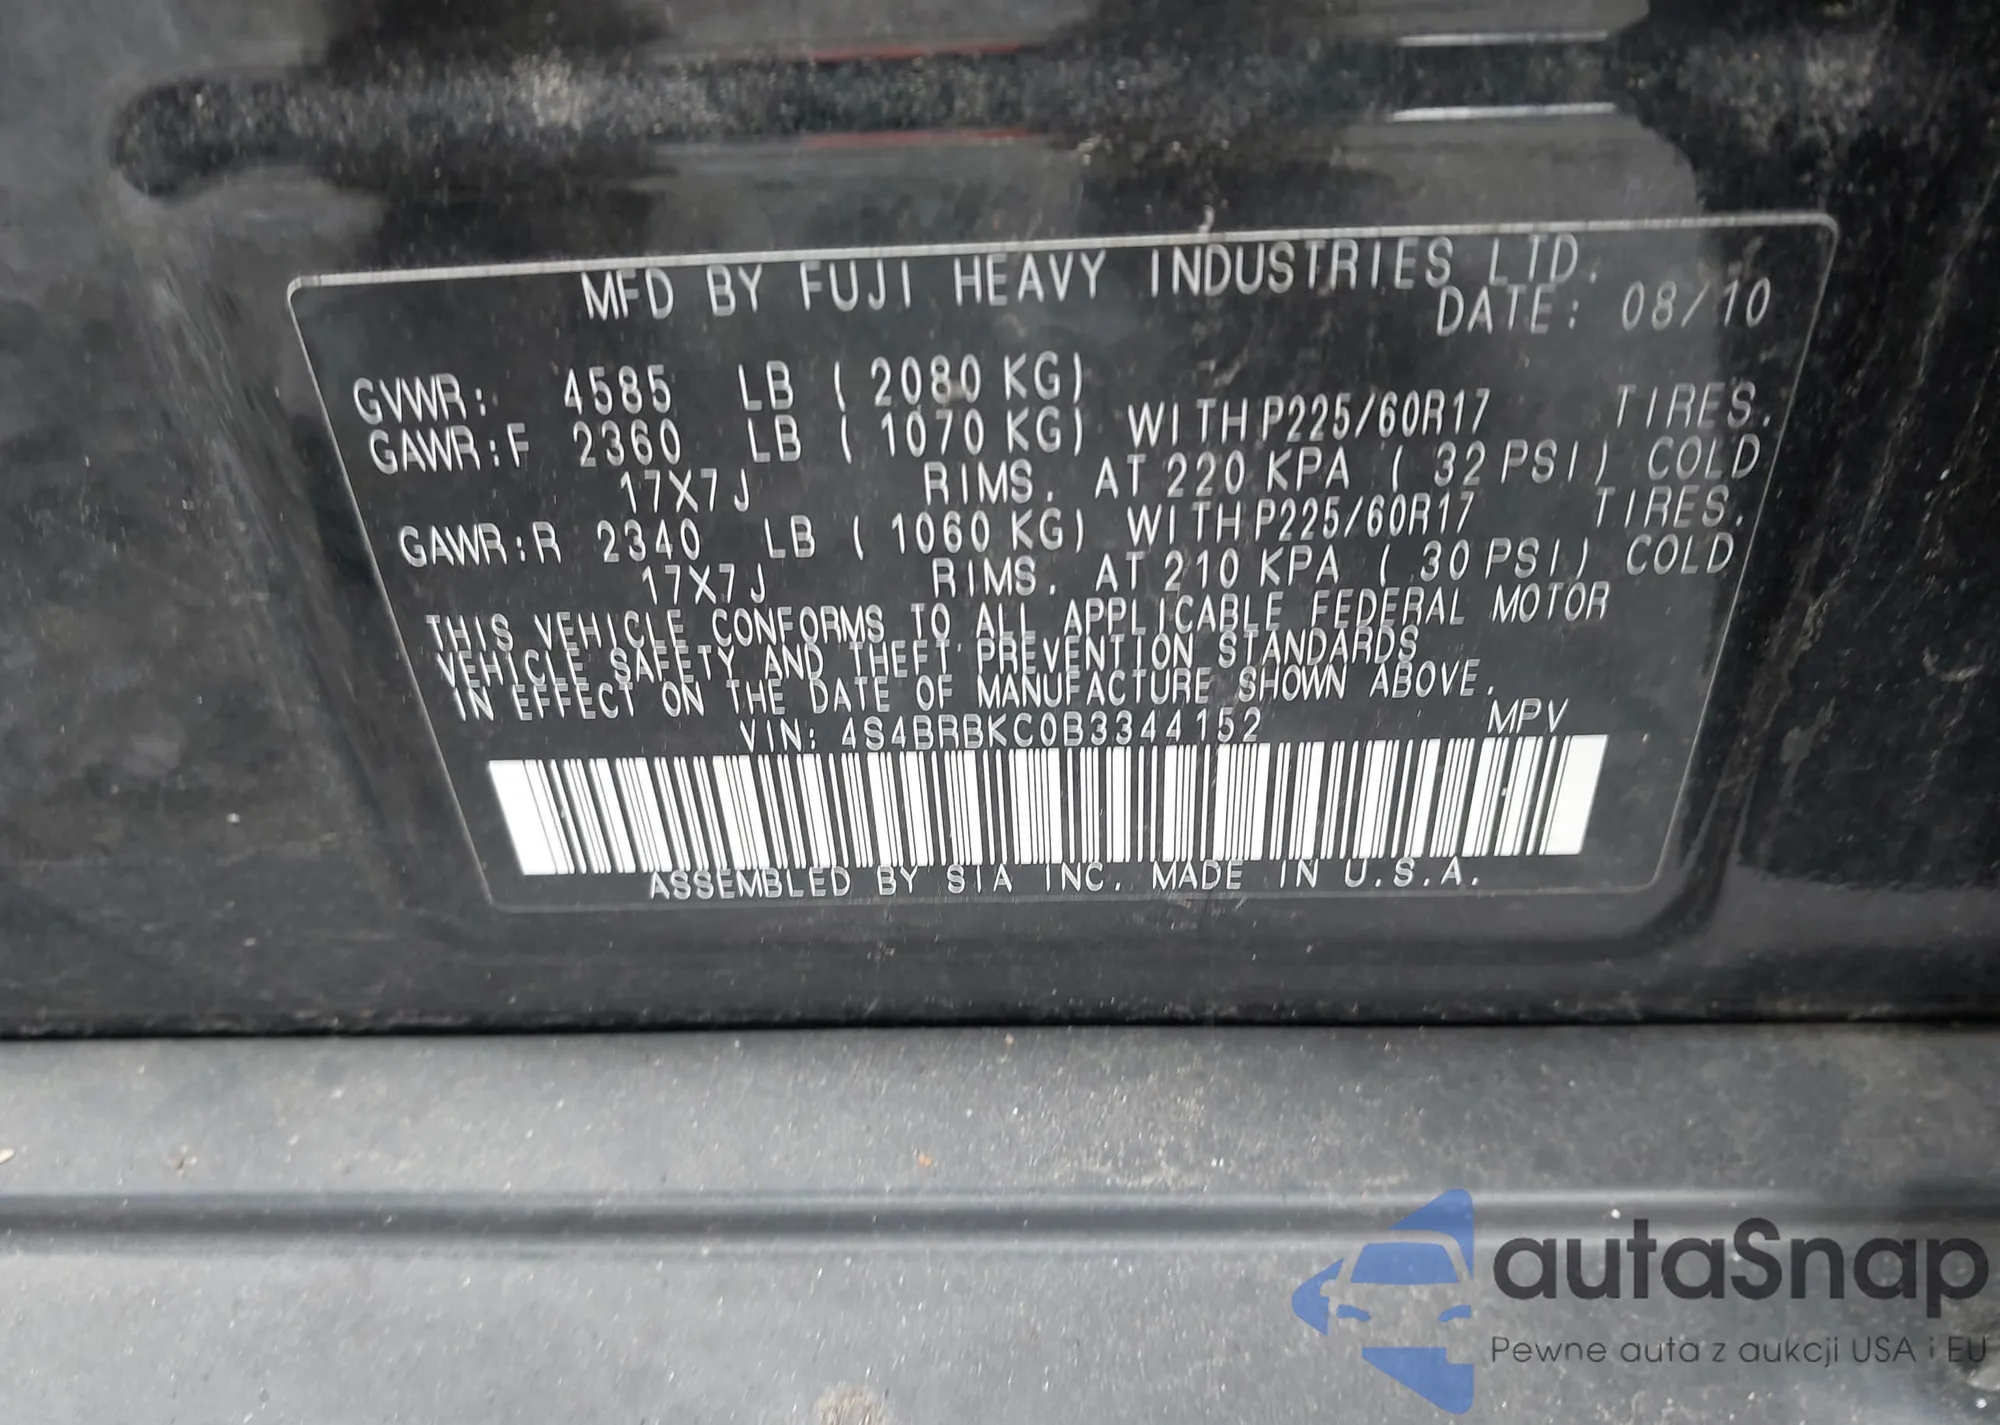 MFD BY FUJI HEAVY INDUSTRIES LTD.
DATE: 08/10
GVWR: 4585 LB ( 2080 KG)
GAWR:F 2360 LB ( 1070 KG) WITH P225/60R17 TIRES.
17X7J RIMS. AT 220 KPA ( 32 PSI) COLD
GAWR:R 2340 LB ( 1060 KG) WITH P225/60R17 TIRES.
17X7J RIMS. AT 210 KPA ( 30 PSI) COLD
THIS VEHICLE CONFORMS TO ALL APPLICABLE FEDERAL MOTOR
VEHICLE SAFETY AND THEFT PREVENTION STANDARDS
IN EFFECT ON THE DATE OF MANUFACTURE SHOWN ABOVE.
VIN: 4S4BRBKC0B3344152 MPV
ASSEMBLED BY SIA INC. MADE IN U.S.A.
autaSnap
Pewne auta z aukcji USA i EU